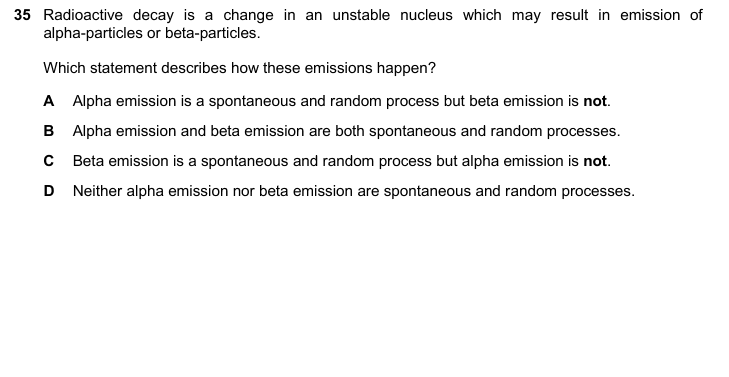 35 Radioactive decay is a change in an unstable nucleus which may result in emission of
alpha-particles or beta-particles.
Which statement describes how these emissions happen?
A Alpha emission is a spontaneous and random process but beta emission is not.
B Alpha emission and beta emission are both spontaneous and random processes.
C Beta emission is a spontaneous and random process but alpha emission is not.
D Neither alpha emission nor beta emission are spontaneous and random processes.